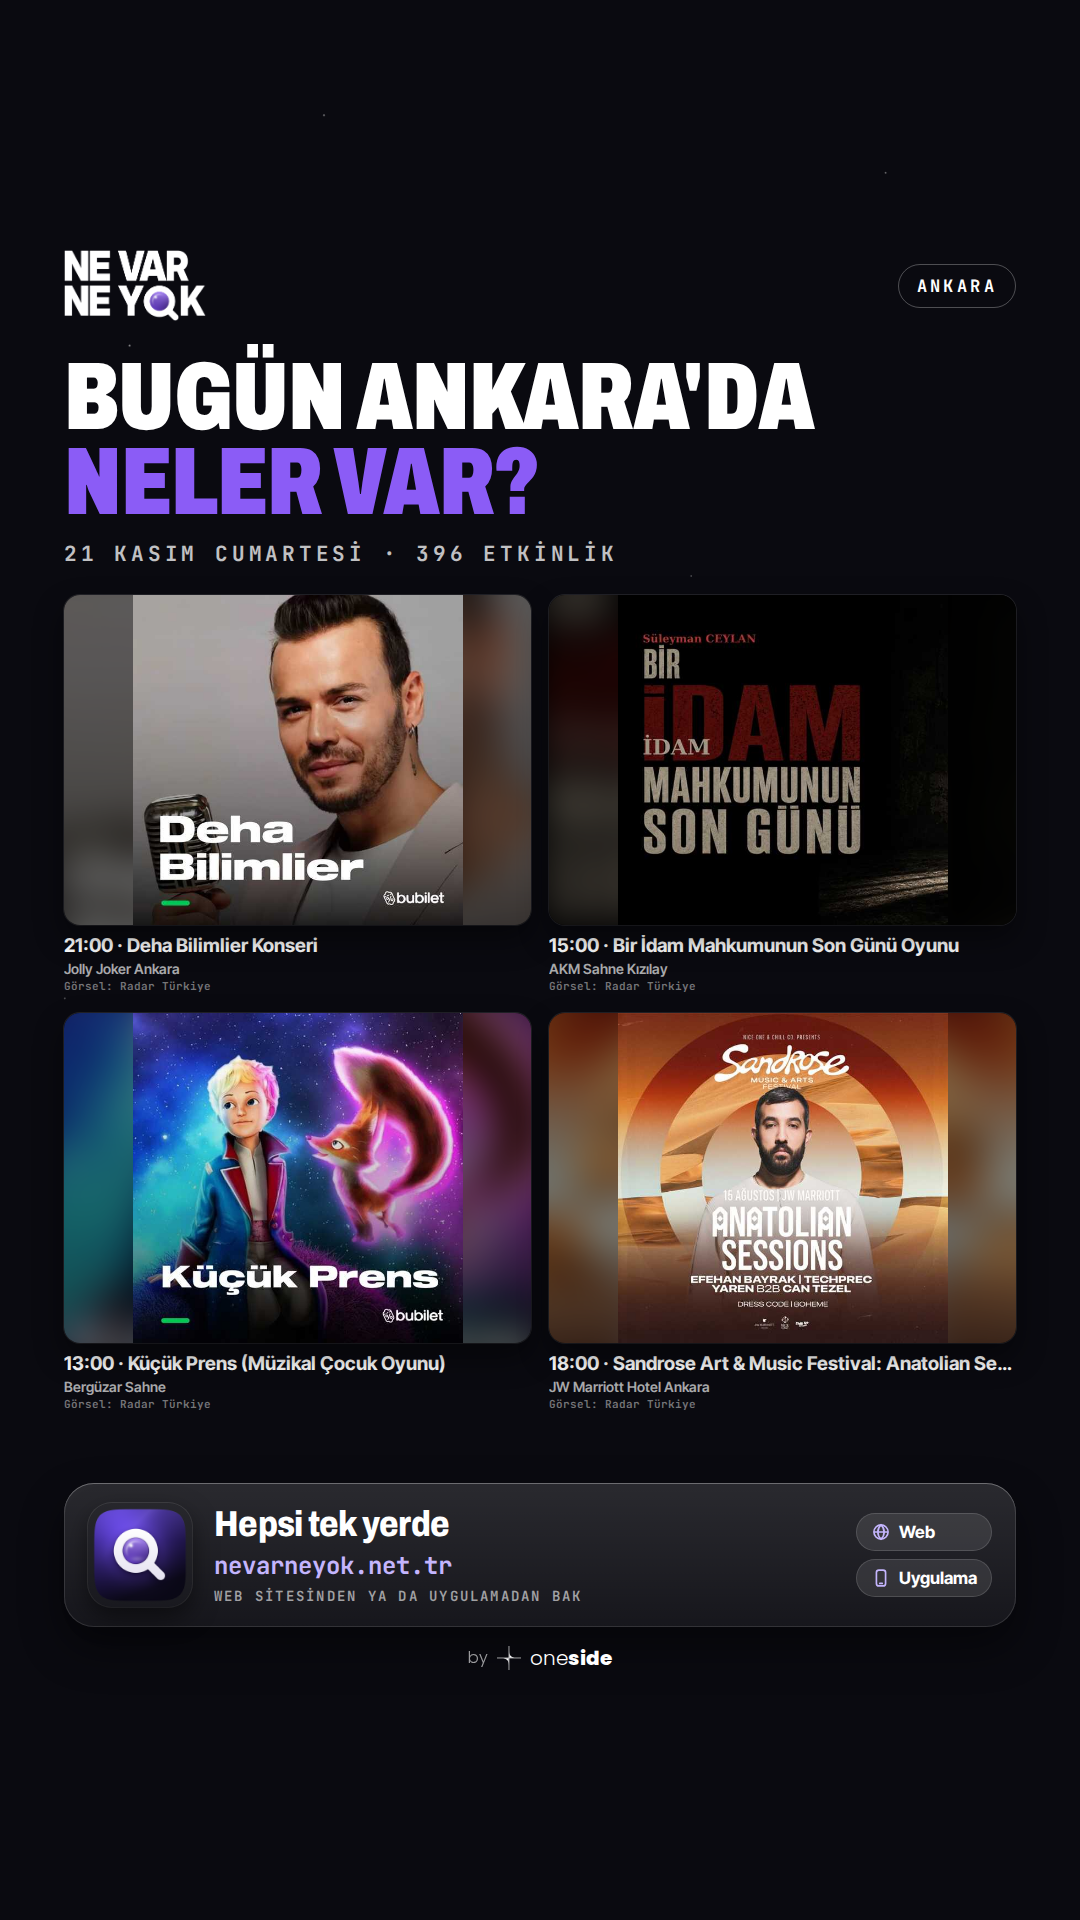 NE VAR
NE YOK
ANKARA
BUGÜN ANKARA'DA
NELER VAR?
21 KASIM CUMARTESİ · 396 ETKİNLİK
Deha
Bilimlier
bubilet
Süleyman CEYLAN
BİR
İDAM
İDAM
MAHKUMUNUN
SON GÜNÜ
21:00 · Deha Bilimlier Konseri
Jolly Joker Ankara
Görsel: Radar Türkiye
15:00 · Bir İdam Mahkumunun Son Günü Oyunu
AKM Sahne Kızılay
Görsel: Radar Türkiye
Küçük Prens
bubilet
NICE ONE & CHILL CO. PRESENTS
Sandrose
MUSIC & ARTS
FESTIVAL
15 AĞUSTOS | JW MARRIOTT
ANATOLIAN
SESSIONS
EFEHAN BAYRAK | TECHPREC
YAREN B2B CAN TEZEL
DRESS CODE | BOHEME
13:00 · Küçük Prens (Müzikal Çocuk Oyunu)
Bergüzar Sahne
Görsel: Radar Türkiye
18:00 · Sandrose Art & Music Festival: Anatolian Se...
JW Marriott Hotel Ankara
Görsel: Radar Türkiye
Hepsi tek yerde
nevarneyok.net.tr
WEB SİTESİNDEN YA DA UYGULAMADAN BAK
Web
Uygulama
by oneside